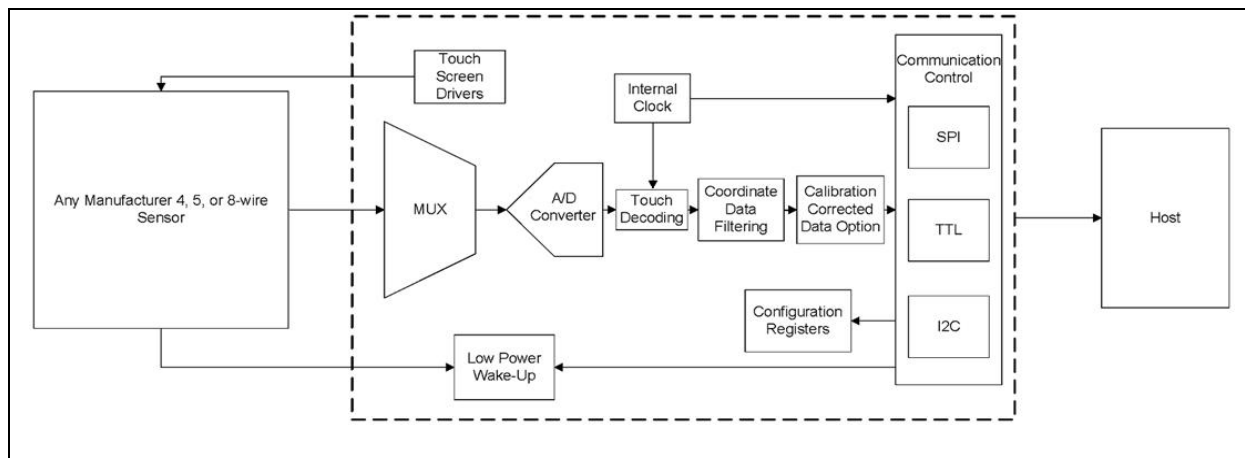 Touch
Screen
Drivers
Any Manufacturer 4, 5, or 8-wire
Sensor
MUX
A/D
Converter
Internal
Clock
Touch
Decoding
Coordinate
Data
Filtering
Calibration
Corrected
Data Option
Communication
Control
SPI
TTL
I2C
Configuration
Registers
Low Power
Wake-Up
Host